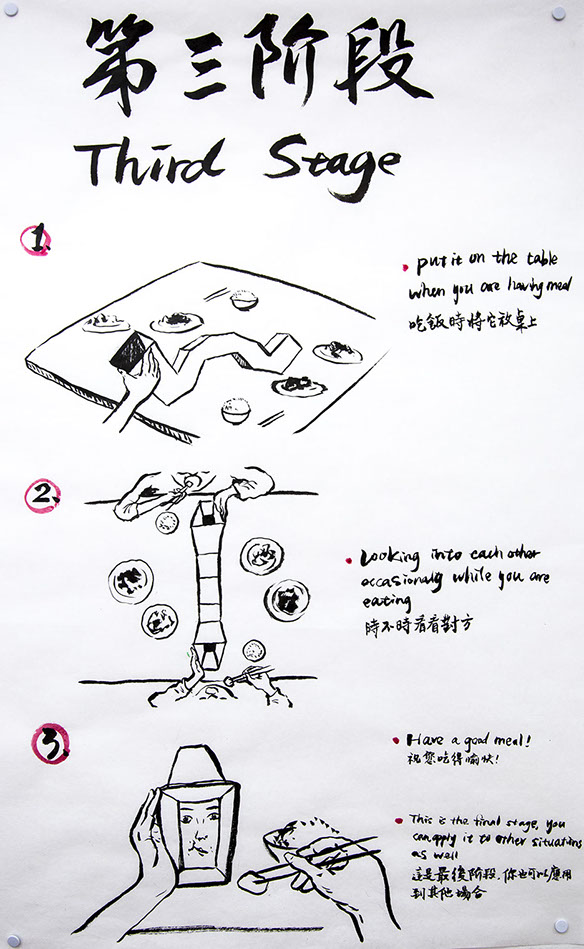 第三阶段
Third Stage
1.
put it on the table
when you are having meal
吃飯時將它放桌上
2.
Looking into each other
occasionaly while you are
eating
時不時看看對方
3.
Have a good meal!
祝您吃得愉快!
This is the final stage, you
can apply it to other situations
as well
這是最後階段，你也可以應用
到其他場合